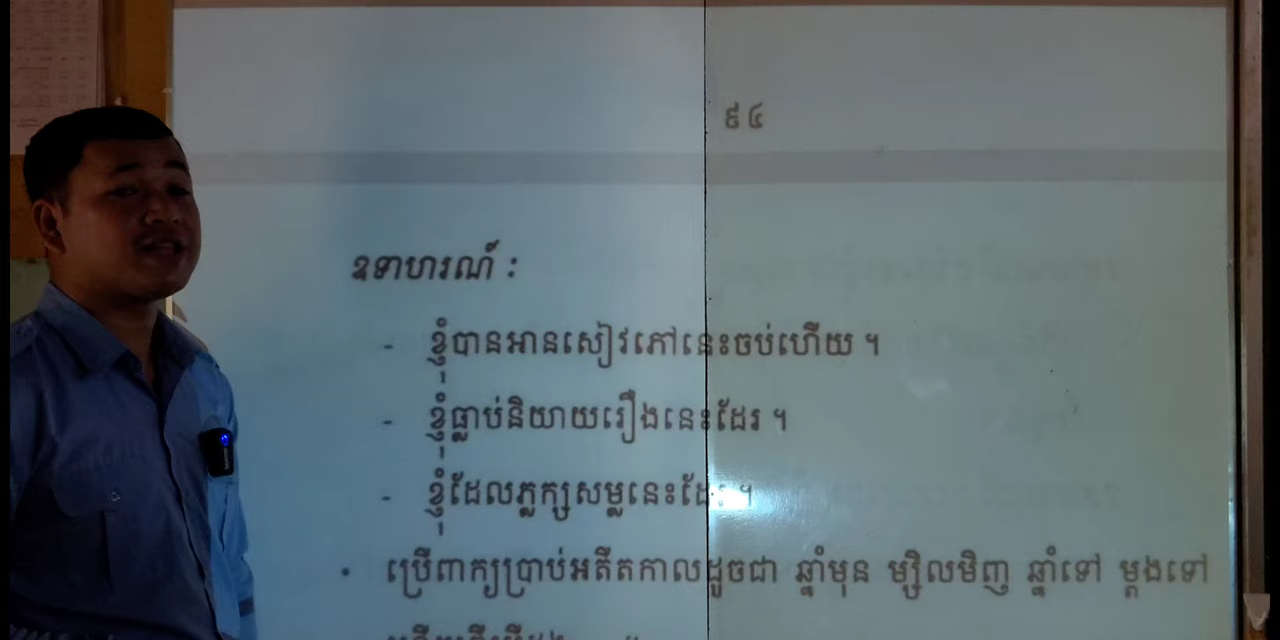 ៩៤
ឧទាហរណ៍ ៖
- ខ្ញុំបានអានសៀវភៅនេះចប់ហើយ ។
- ខ្ញុំធ្លាប់និយាយរឿងនេះដែរ ។
- ខ្ញុំដែលភ្លក្សសម្លនេះដែរ ។
• ប្រើពាក្យប្រាប់អតីតកាលដូចជា ឆ្នាំមុន ម្សិលមិញ ឆ្នាំទៅ ម្ដងទៅ